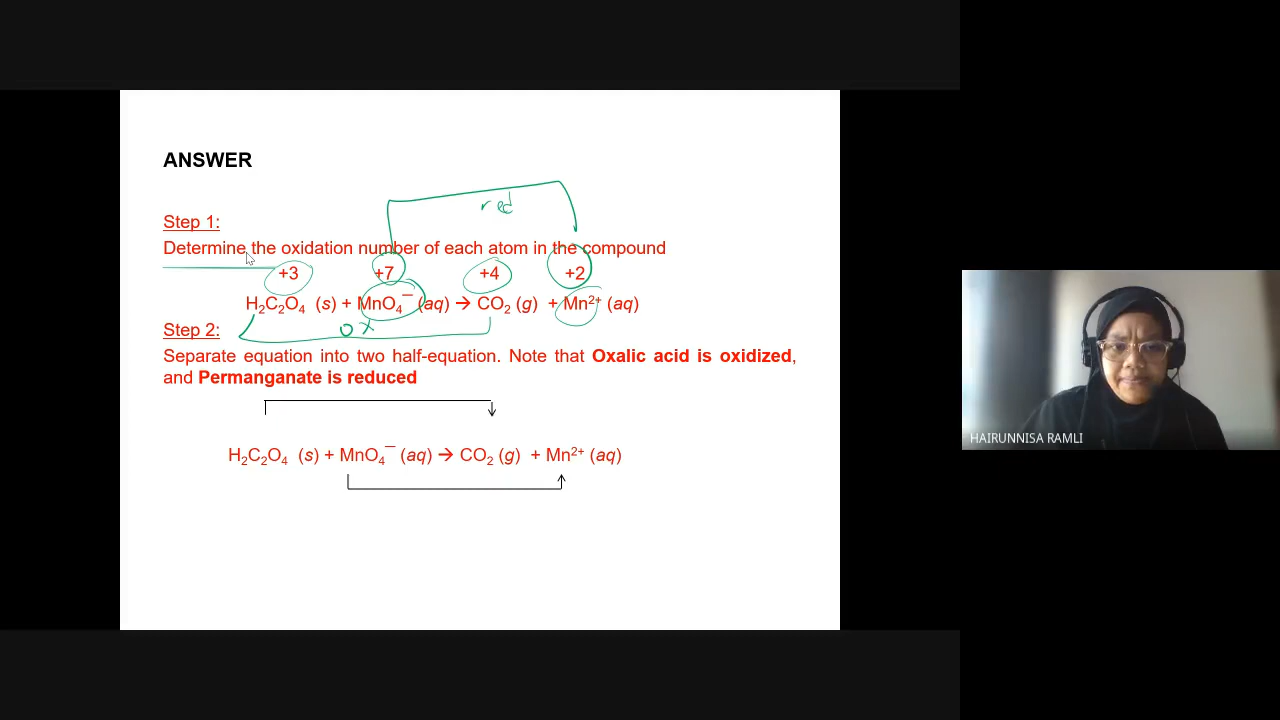 ANSWER
red
Step 1:
Determine the oxidation number of each atom in the compound
+3 +7 +4 +2
H₂C₂O₄ (s) + MnO₄⁻ (aq) → CO₂ (g) + Mn²⁺ (aq)
ox
Step 2:
Separate equation into two half-equation. Note that Oxalic acid is oxidized,
and Permanganate is reduced
H₂C₂O₄ (s) + MnO₄⁻ (aq) → CO₂ (g) + Mn²⁺ (aq)
HAIRUNNISA RAMLI